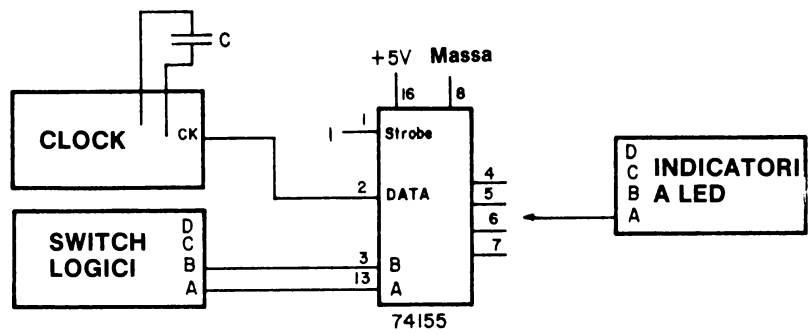 C
+5V Massa
16 8
CLOCK CK
1 1 Strobe
2 DATA
4
5
6
7
SWITCH LOGICI
D
C
B
A
3 B
13 A
74155
D
C
B
A
INDICATORI
A LED